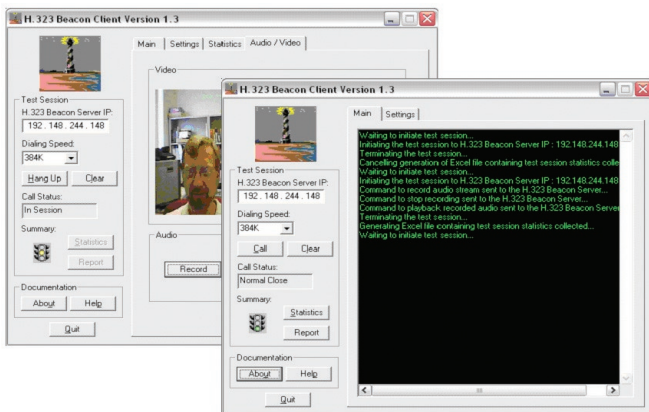 H.323 Beacon Client Version 1.3
Main
Settings
Statistics
Audio / Video
Video
Test Session
H.323 Beacon Server IP:
192 . 148 . 244 . 148
Dialing Speed:
384K
Hang Up
Clear
Call Status:
In Session
Summary:
Statistics
Report
Documentation
About
Help
Quit
Audio
Record
H.323 Beacon Client Version 1.3
Test Session
H.323 Beacon Server IP:
192 . 148 . 244 . 148
Dialing Speed:
384K
Call
Clear
Call Status:
Normal Close
Summary:
Statistics
Report
Documentation
About
Help
Quit
Main
Settings
Waiting to initiate test session...
Initiating the test session to H.323 Beacon Server IP : 192.148.244.148
Terminating the test session...
Cancelling generation of Excel file containing test session statistics colle
Waiting to initiate test session...
Initiating the test session to H.323 Beacon Server IP : 192.148.244.148
Command to record audio stream sent to the H.323 Beacon Server...
Command to stop recording sent to the H.323 Beacon Server...
Command to playback recorded audio sent to the H.323 Beacon Server
Terminating the test session...
Generating Excel file containing test session statistics collected...
Waiting to initiate test session...